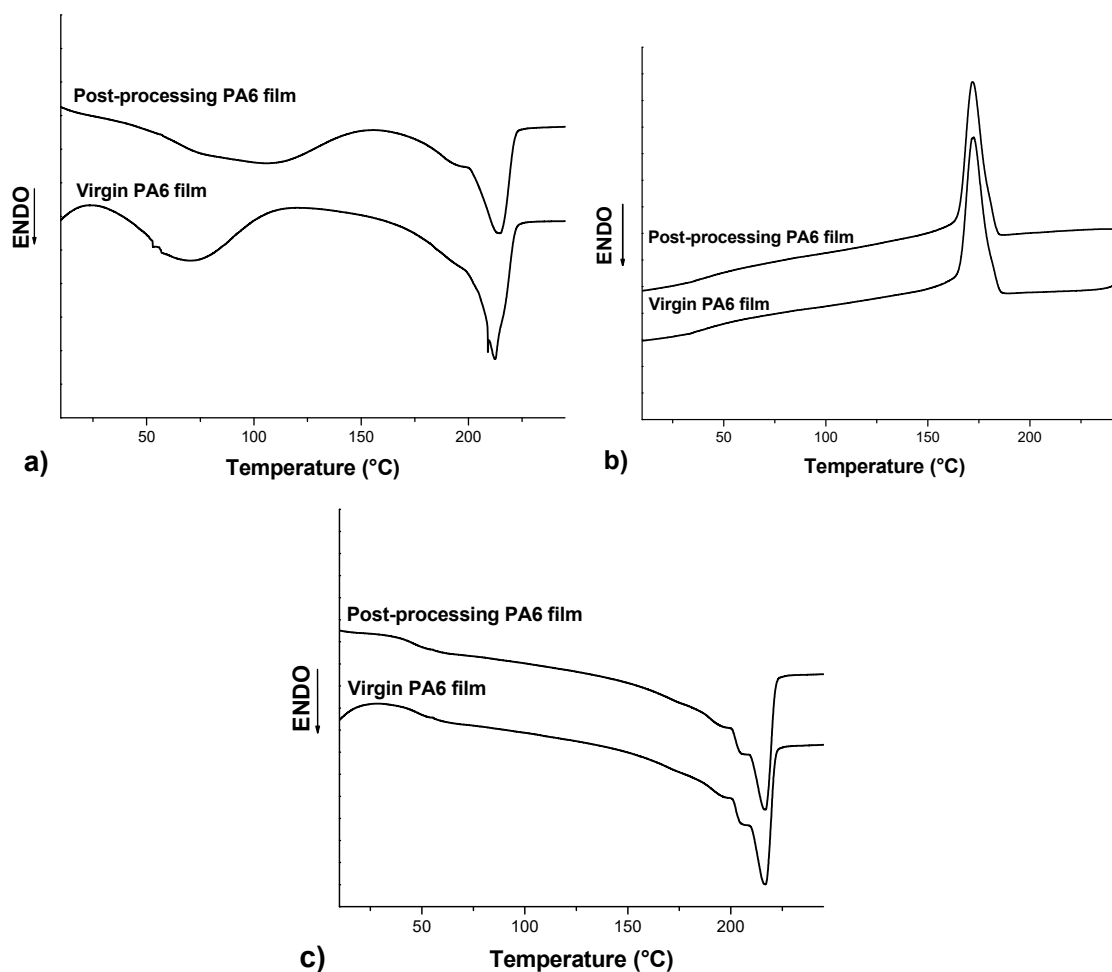 Post-processing PA6 film
Virgin PA6 film
ENDO
50
100
150
200
Temperature (°C)
a)
Post-processing PA6 film
Virgin PA6 film
ENDO
50
100
150
200
Temperature (°C)
b)
Post-processing PA6 film
Virgin PA6 film
ENDO
50
100
150
200
Temperature (°C)
c)